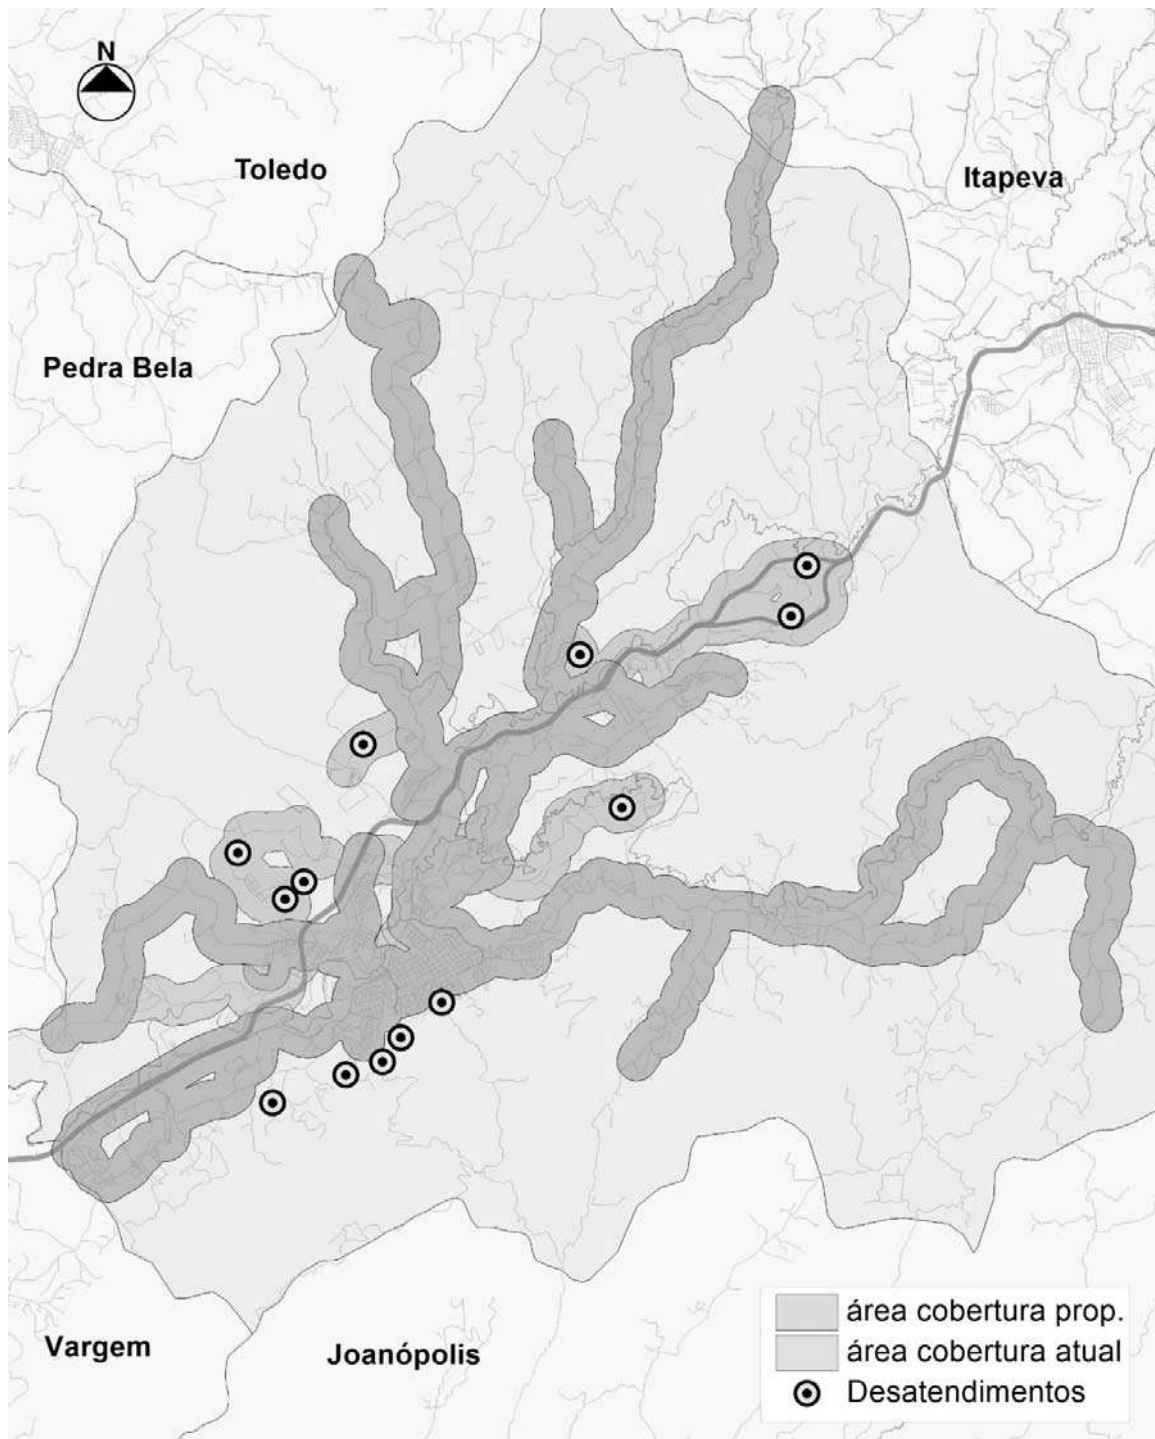 N
Toledo
Itapeva
Pedra Bela
Vargem
Joanópolis
área cobertura prop.
área cobertura atual
Desatendimentos